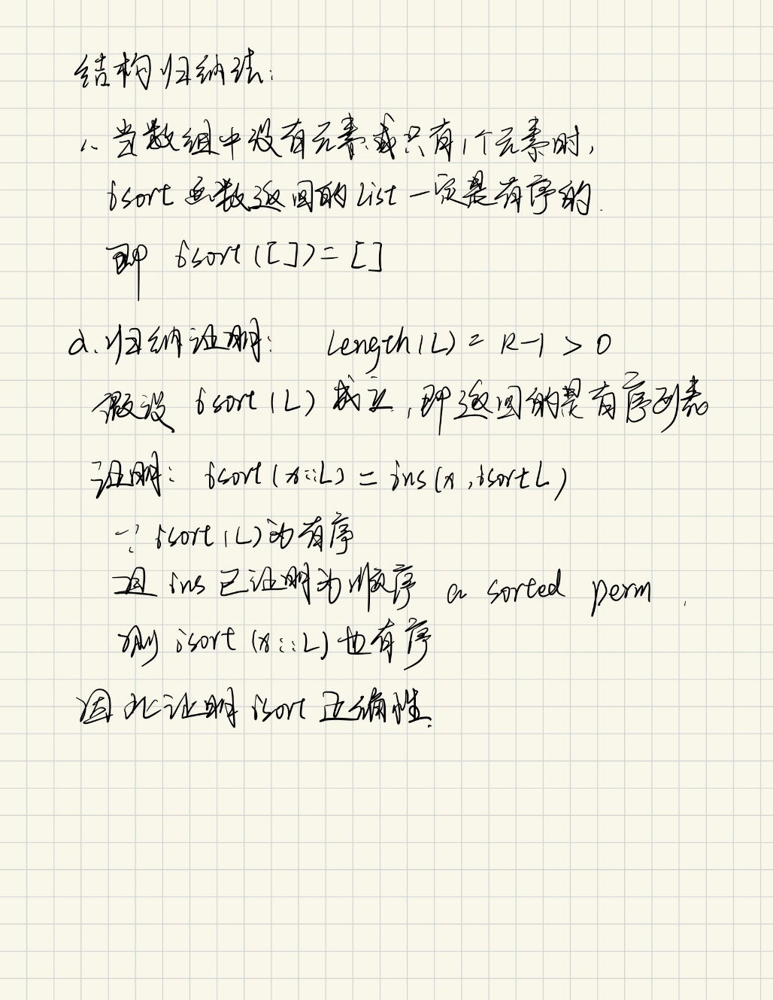 结构归纳法:
1. 当数组中没有元素或只有1个元素时,
isort 函数返回的 list 一定是有序的.
即 isort([])=[]
2. 归纳证明: Length(L) = R-1 > 0
假设 isort(L) 成立, 即返回的是有序列表
证明: isort(x::L) = ins(x, isort L)
∵ isort(L)为有序
且 ins 已证明为顺序 a sorted perm.
则 isort(x::L)也有序
因此证明 isort 正确性.